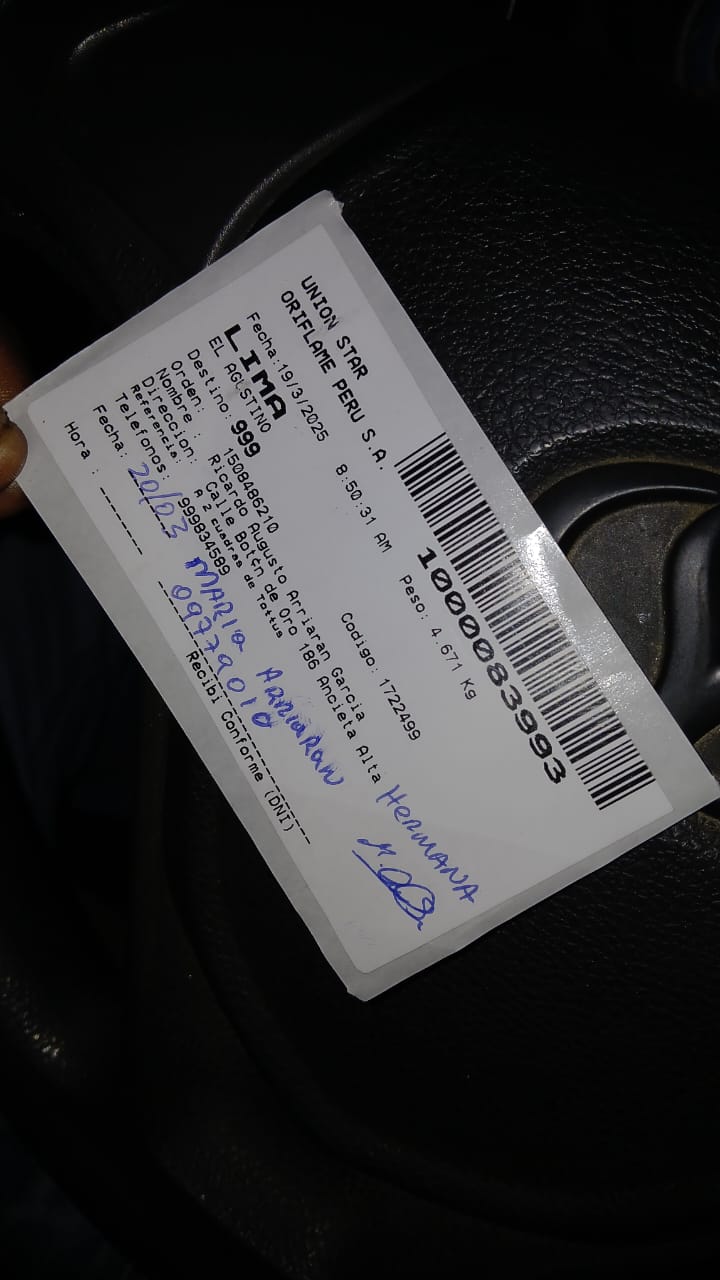 UNION STAR
ORIFLAME PERU S.A.
1000083993
Fecha:19/3/2025 8:50:31 AM Peso: 4.671 Kg
LIMA
EL AGUSTINO
Destino: 999 Codigo: 1722499
Orden: 1508486210
Nombre : Ricardo Augusto Arriaran Garcia
Direccion: Calle Bot¢n de Oro 186 Ancieta Alta
Referencia: A 2 cuadras de Tottus
Telefonos: 999834589
HERMANA
Fecha: 20/03 MARIA ARRIARAN
09779010
Hora :
Recibi Conforme (DNI)